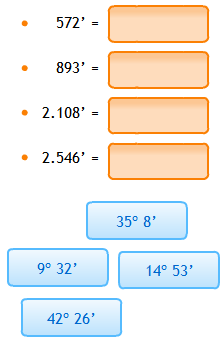 • 572’ =
• 893’ =
• 2.108’ =
• 2.546’ =
35° 8’
9° 32’ 14° 53’
42° 26’